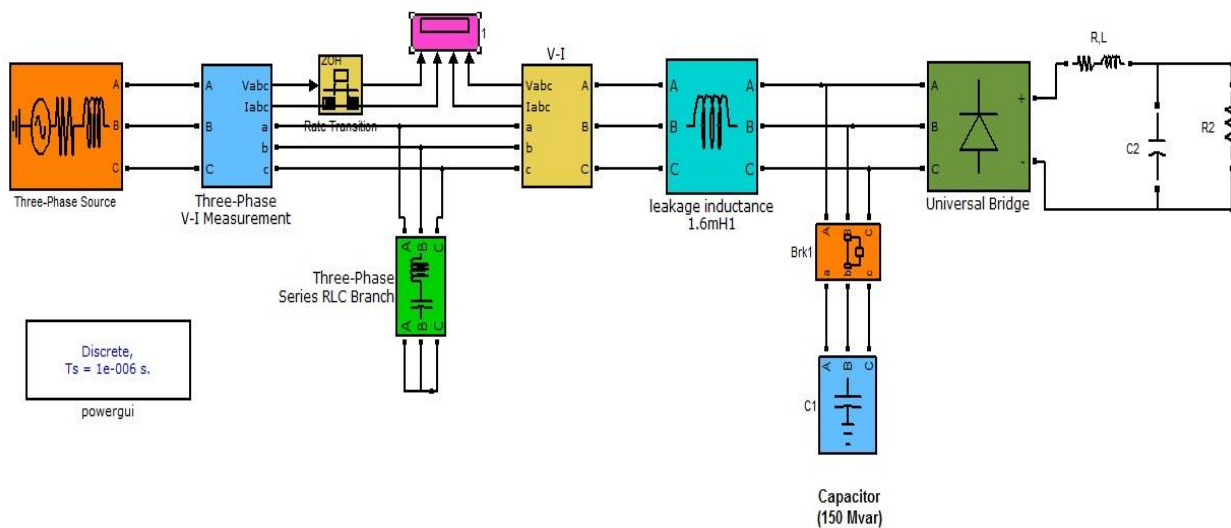 Three-Phase Source
A
B
C
A
B
C
Vabc
Iabc
a
b
c
Three-Phase
V-I Measurement
ZOH
Rate Transition
1
V-I
Vabc
Iabc
a
b
c
A
B
C
A
B
C
A
B
C
leakage inductance
1.6mH1
A
B
C
+
-
Universal Bridge
R,L
C2
R2
A
B
C
Three-Phase
Series RLC Branch
A
B
C
Brk1
A
B
C
a
b
c
A
B
C
C1
Capacitor
(150 Mvar)
Discrete,
Ts = 1e-006 s.
powergui